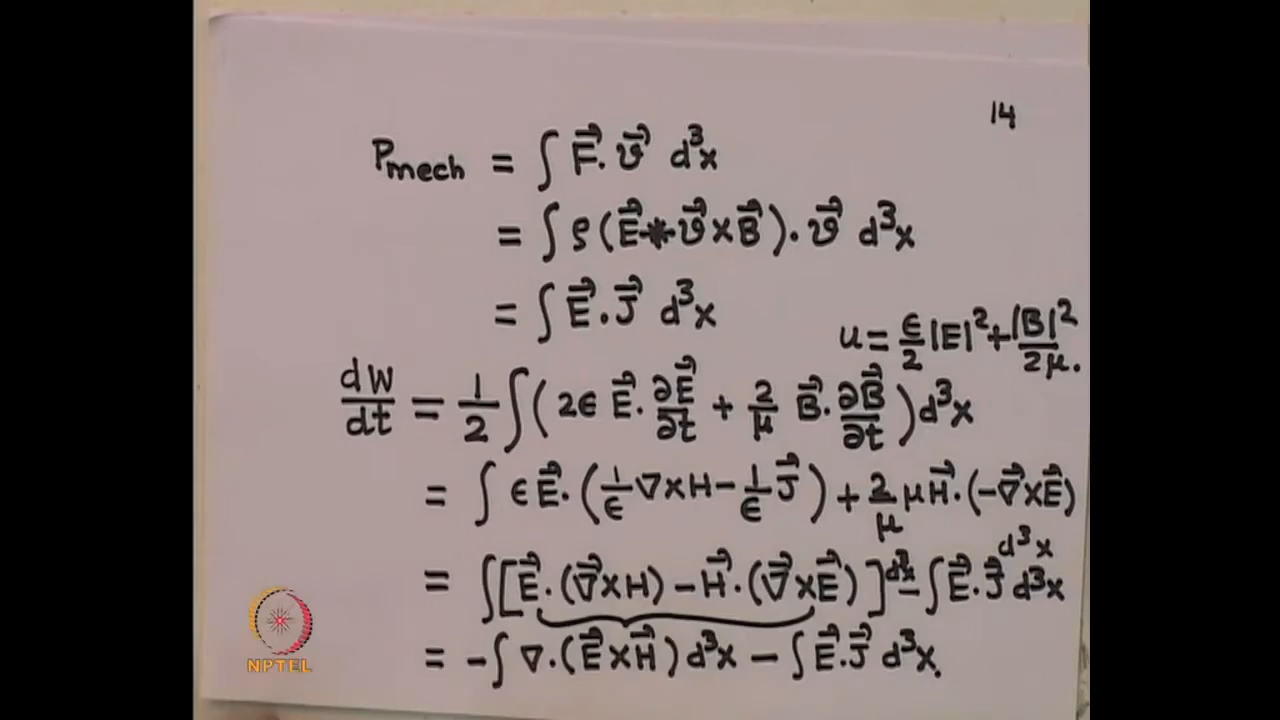 14
P_mech = ∫ F⃗ · v⃗ d³x
= ∫ ρ (E⃗ + v⃗ × B⃗) · v⃗ d³x
= ∫ E⃗ · J⃗ d³x
u = ϵ/2 |E|² + |B|²/2μ.
dW/dt = 1/2 ∫ (2ϵ E⃗ · ∂E⃗/∂t + 2/μ B⃗ · ∂B⃗/∂t) d³x
= ∫ ϵ E⃗ · (1/ϵ ∇×H − 1/ϵ J⃗) + 2/μ μH⃗ · (−∇⃗×E⃗) d³x
= ∫ [E⃗ · (∇⃗×H) − H⃗ · (∇⃗×E⃗)] d³x − ∫ E⃗ · J⃗ d³x
= − ∫ ∇ · (E⃗×H⃗) d³x − ∫ E⃗ · J⃗ d³x.
NPTEL